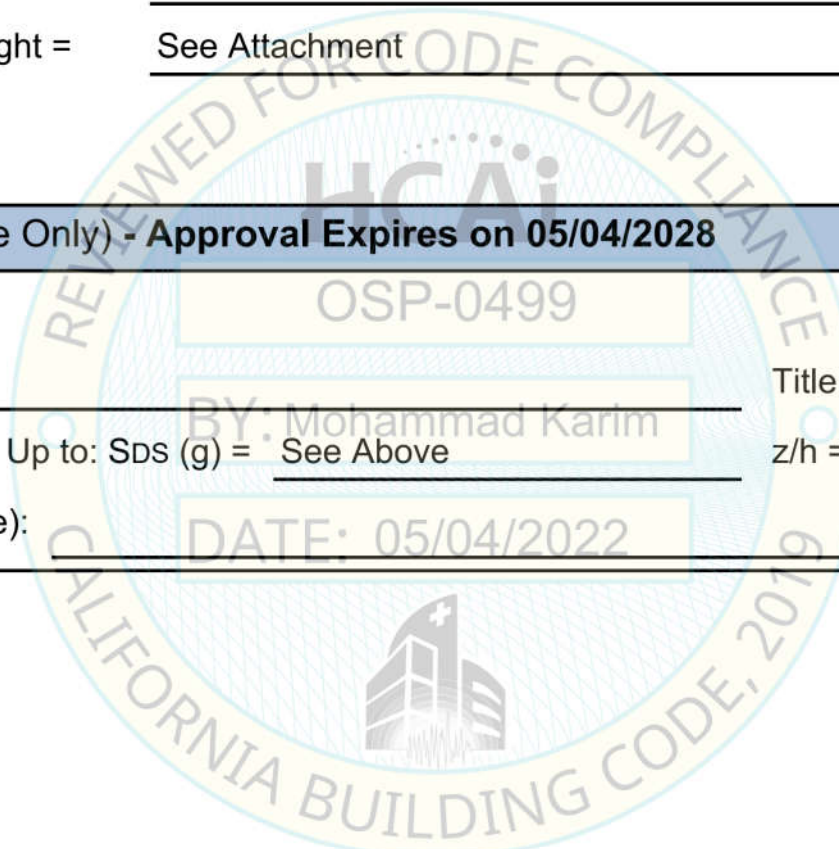 ght = See Attachment
REVIEWED FOR CODE COMPLIANCE
HCAi
e Only) - Approval Expires on 05/04/2028
OSP-0499
Title
BY: Mohammad Karim
Up to: SDS (g) = See Above z/h =
e):
DATE: 05/04/2022
CALIFORNIA BUILDING CODE, 2019